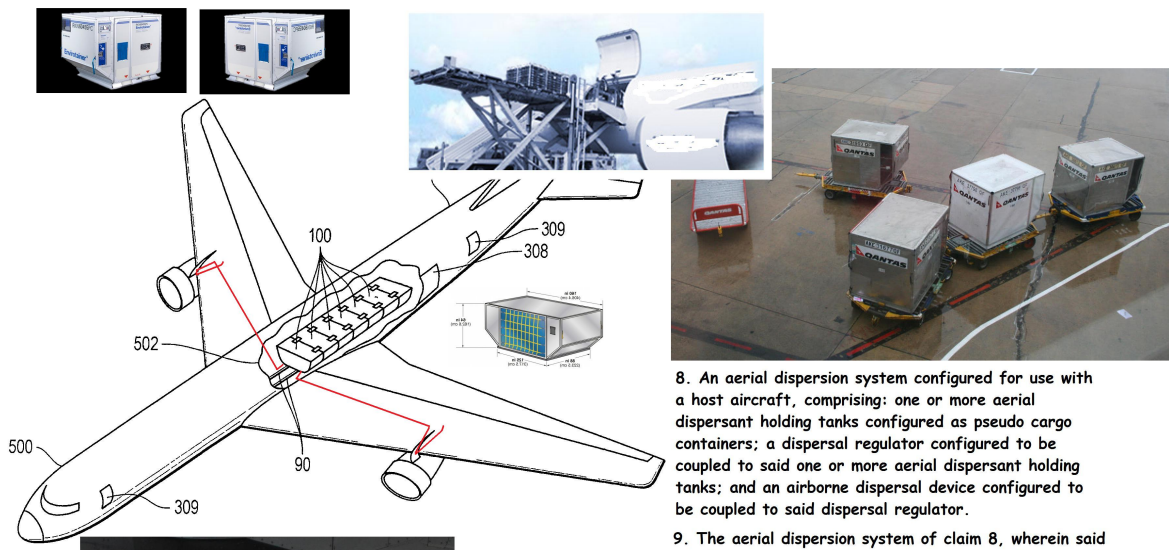 100
309
308
502
500
90
309
QANTAS
QANTAS
QANTAS
QANTAS
QANTAS
8. An aerial dispersion system configured for use with
a host aircraft, comprising: one or more aerial
dispersant holding tanks configured as pseudo cargo
containers; a dispersal regulator configured to be
coupled to said one or more aerial dispersant holding
tanks; and an airborne dispersal device configured to
be coupled to said dispersal regulator.
9. The aerial dispersion system of claim 8, wherein said